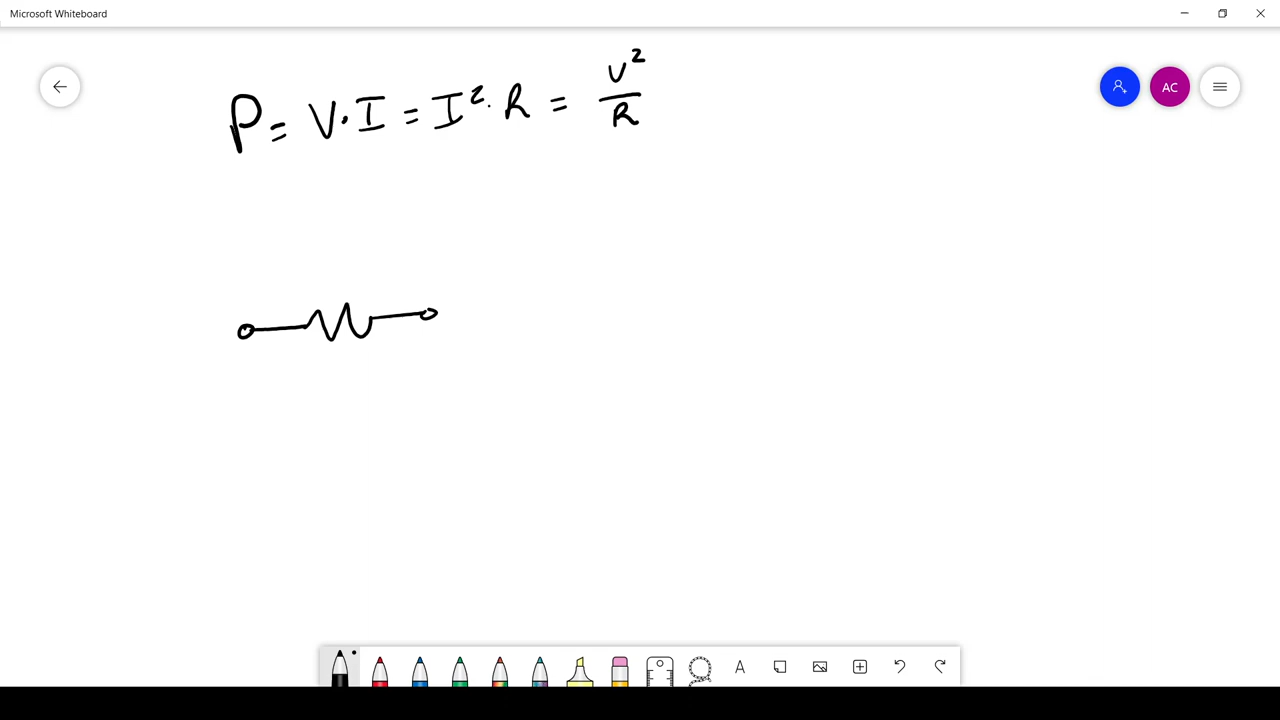 Microsoft Whiteboard
P = V·I = I²·R = V²/R
AC
A